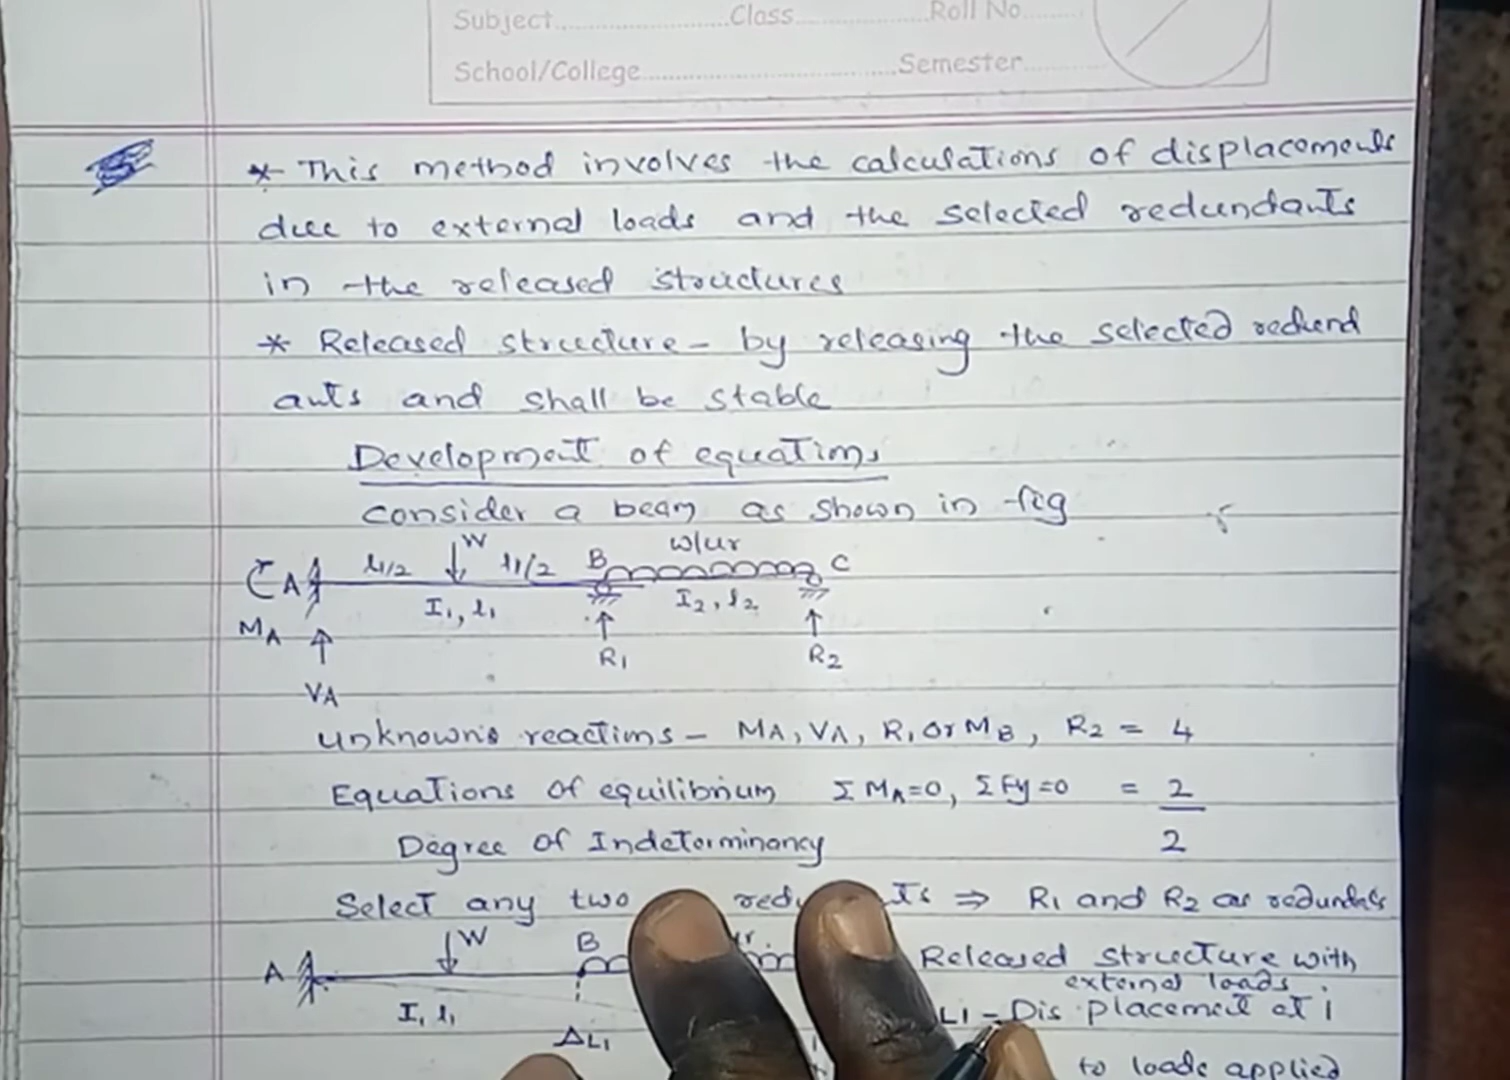 Subject Class Roll No
School/College Semester
* This method involves the calculations of displacements
due to external loads and the selected redundants
in the released structures
* Released structure - by releasing the selected redund
ants and shall be stable
Development of equations
consider a beam as shown in fig
W w/ur
A l1/2 l1/2 B C
I1, l1 I2, l2
MA
R1 R2
VA
unknown's reactions - MA, VA, R1 or MB, R2 = 4
Equations of equilibrium ΣMA=0, ΣFy=0 = 2
Degree of Indeterminancy 2
Select any two ⇒ R1 and R2 as redundants
W B Released structure with
A external loads
I1 l1 L1 - Displacement at 1
ΔL1
to loads applied